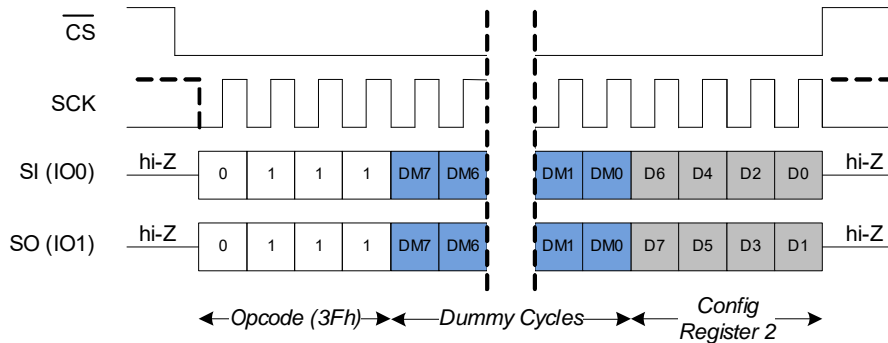 CS
SCK
SI (IO0) hi-Z 0 1 1 1 DM7 DM6 DM1 DM0 D6 D4 D2 D0 hi-Z
SO (IO1) hi-Z 0 1 1 1 DM7 DM6 DM1 DM0 D7 D5 D3 D1 hi-Z
Opcode (3Fh) Dummy Cycles Config
Register 2